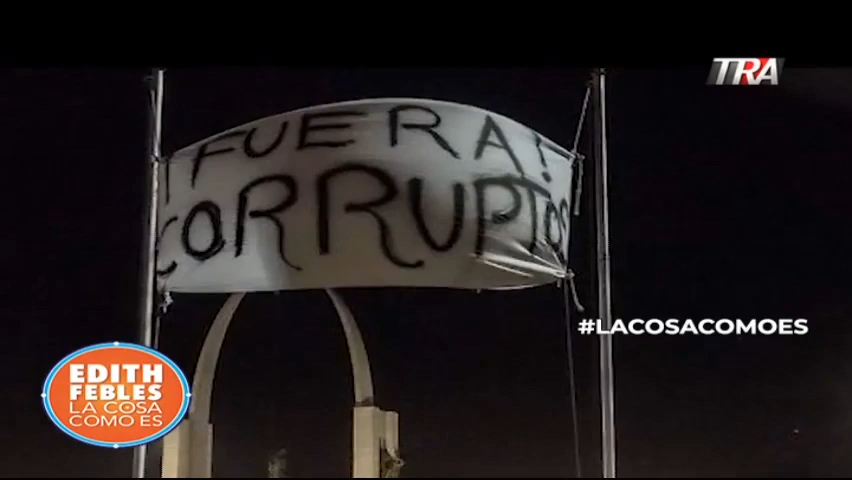 TRA
¡FUERA!
CORRUPTOS
#LACOSACOMOES
EDITH
FEBLES
LA COSA
COMO ES